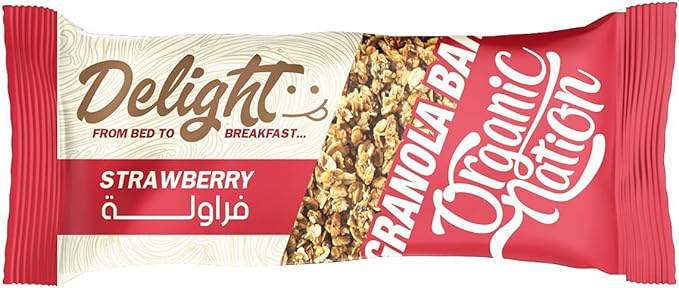 Delight
FROM BED TO BREAKFAST...
STRAWBERRY
فراولة
GRANOLA BAR
Organic
Nation